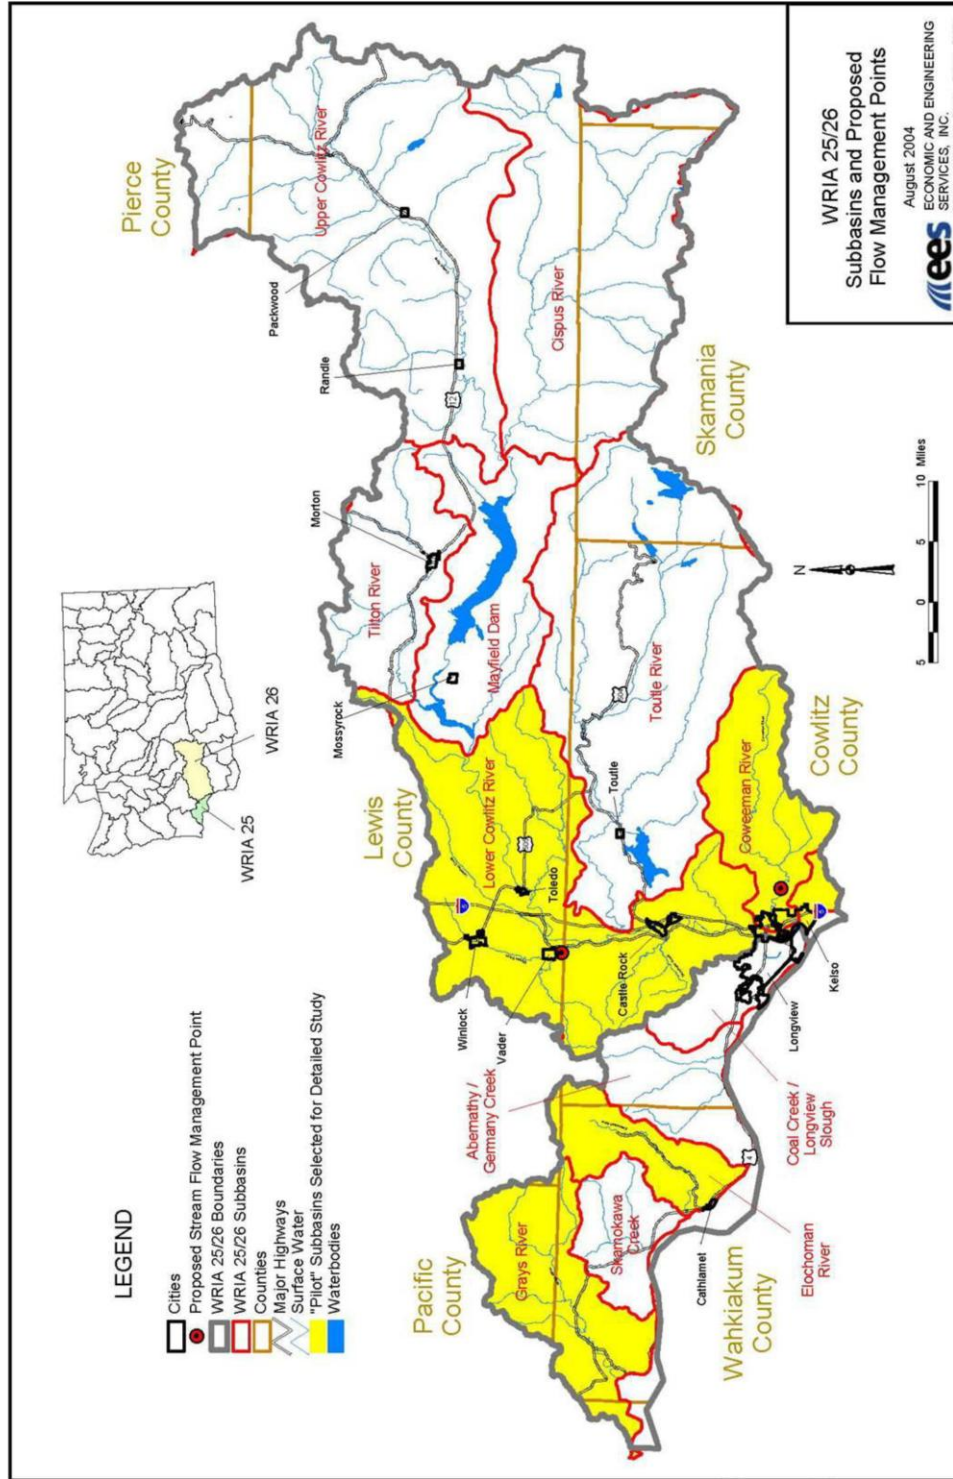 WRIA 25/26
Subbasins and Proposed
Flow Management Points
August 2004
ees
ECONOMIC AND ENGINEERING
SERVICES, INC.
LEGEND
Cities
Proposed Stream Flow Management Point
WRIA 25/26 Boundaries
WRIA 25/26 Subbasins
Counties
Major Highways
Surface Water
"Pilot" Subbasins Selected for Detailed Study
Waterbodies
WRIA 25
WRIA 26
Pierce
County
Lewis
County
Pacific
County
Wahkiakum
County
Cowlitz
County
Skamania
County
Upper Cowlitz River
Packwood
Randle
12
Cispus River
Morton
Tilton River
Mossyrock
Mayfield Dam
Lower Cowlitz River
Toutle River
Toutle
Toledo
Winlock
Vader
5
Castle Rock
Coweeman River
5
Kelso
Longview
Abernathy /
Germany Creek
Coal Creek /
Longview
Slough
4
Grays River
Skamokawa
Creek
Cathlamet
Elochoman
River
N
5 0 5 10 Miles